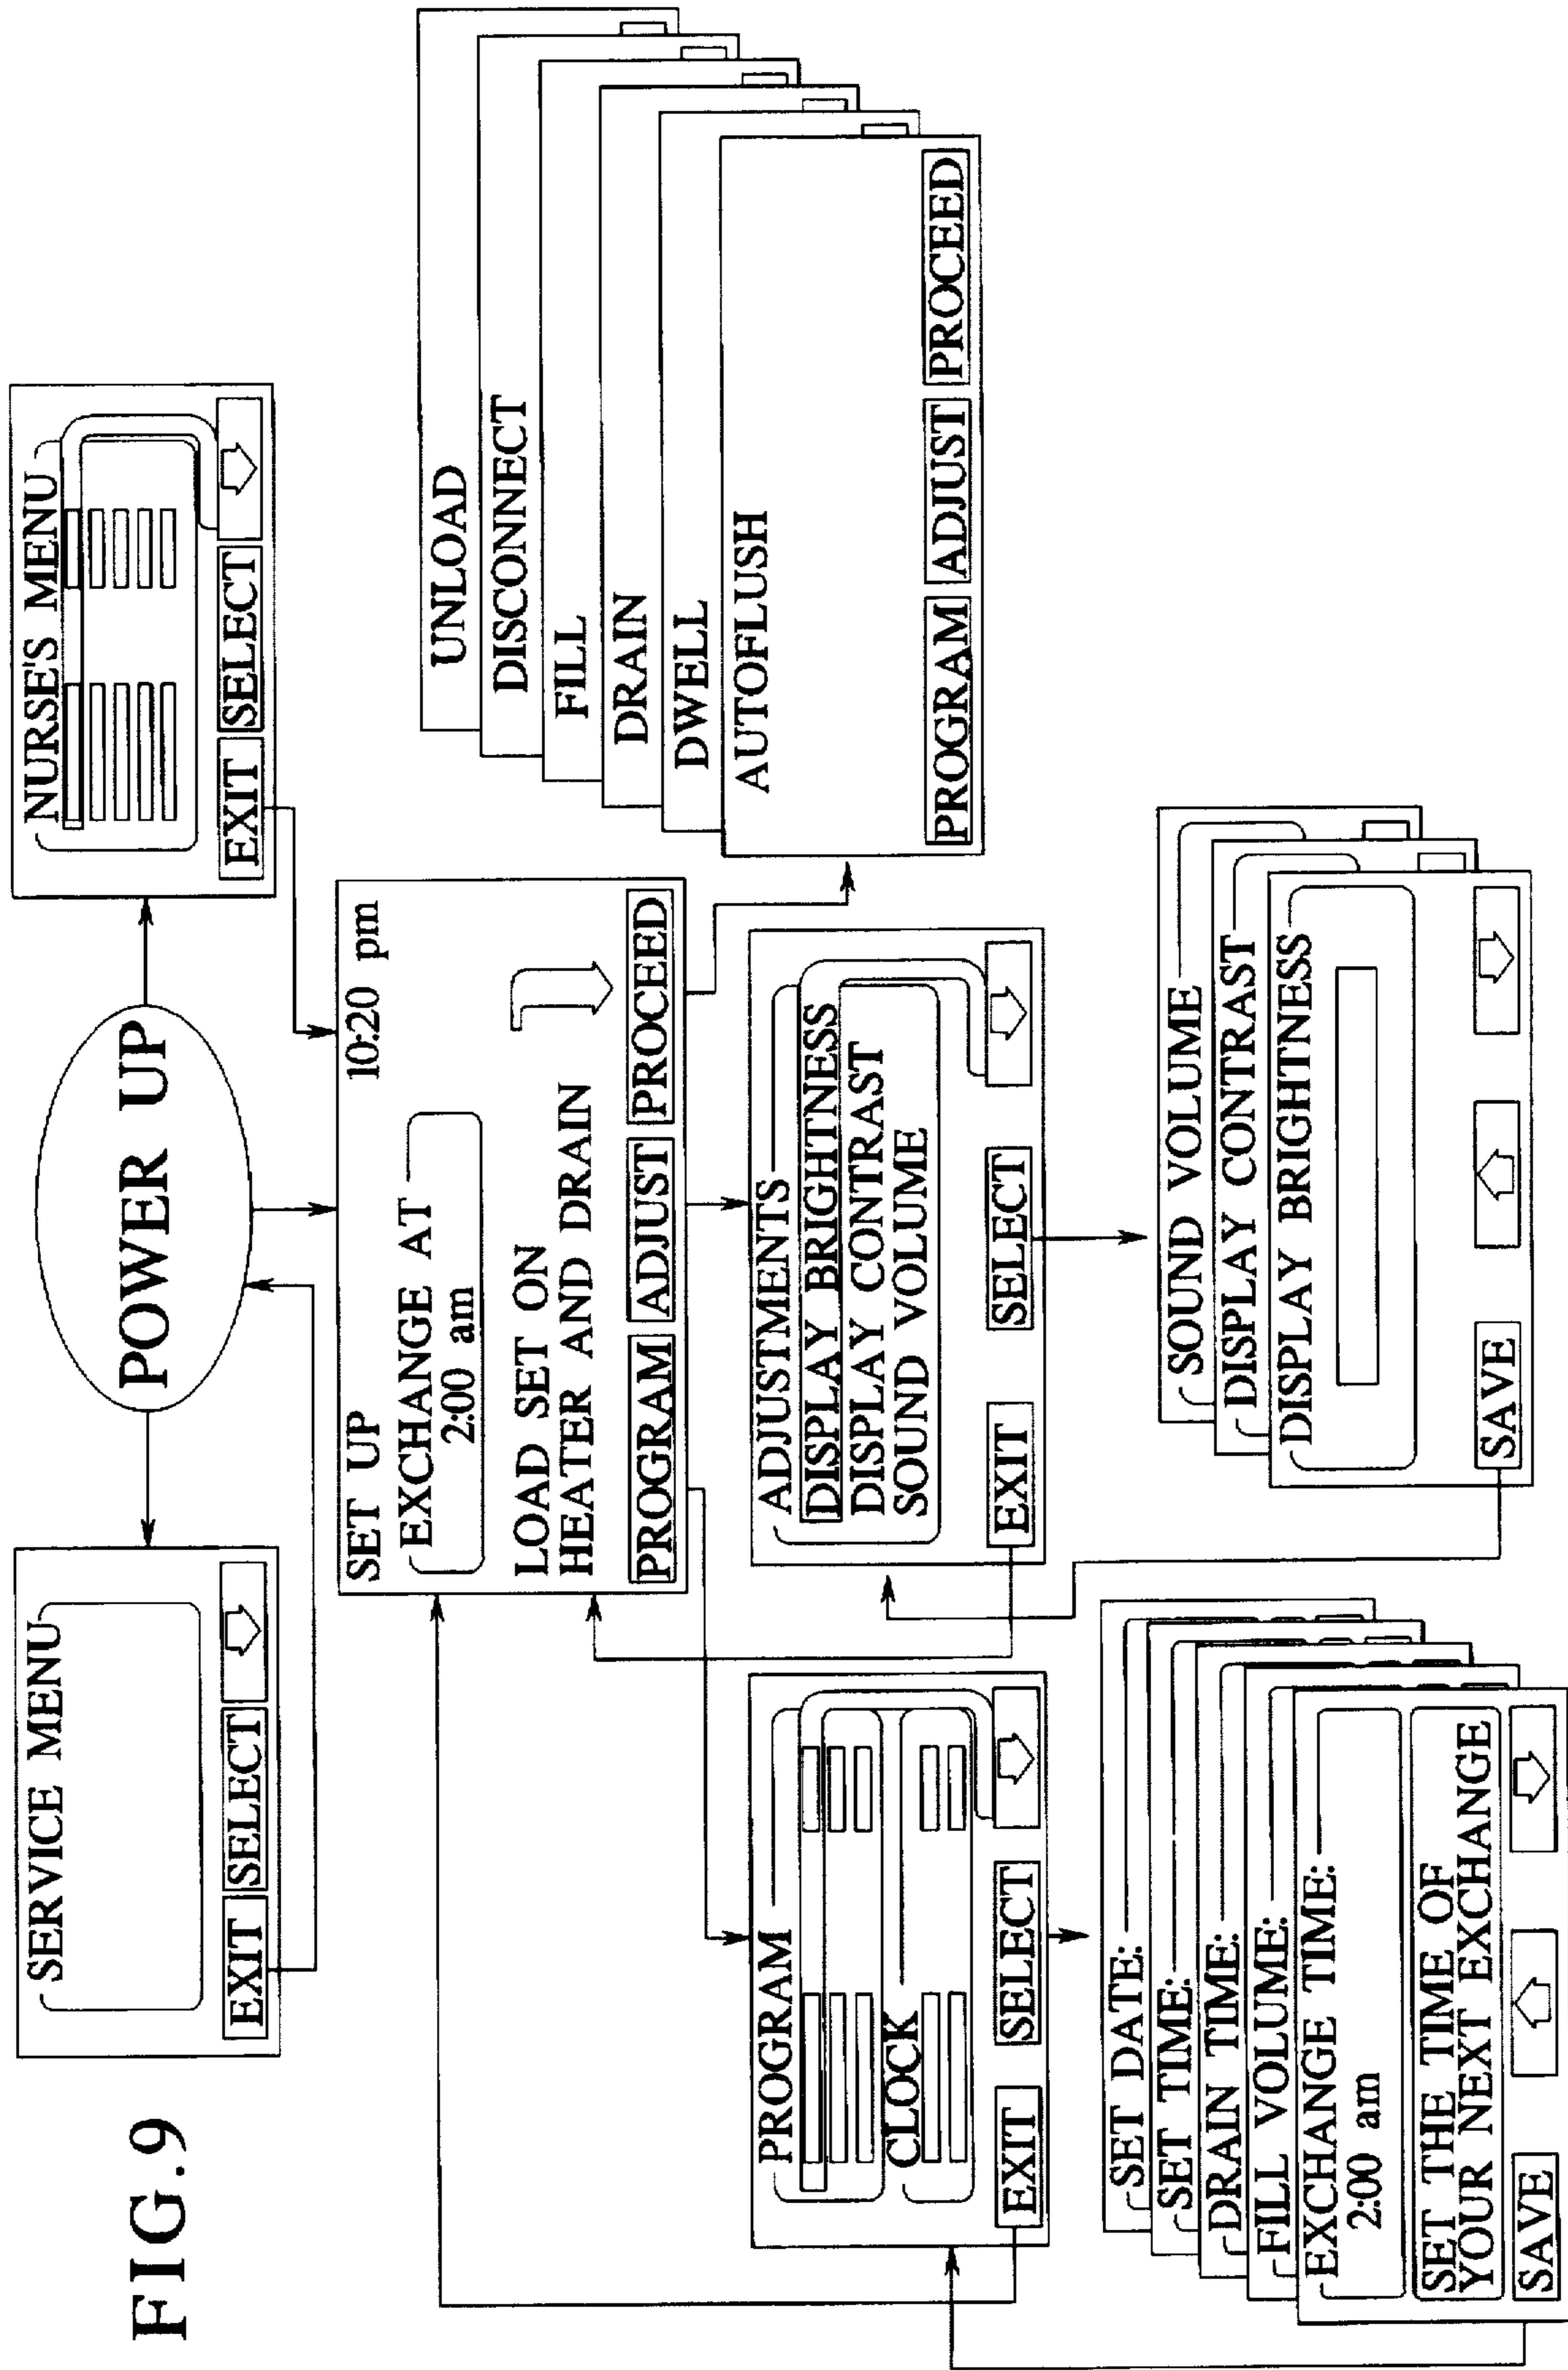 FIG.9
POWER UP
SERVICE MENU
EXIT SELECT
NURSE'S MENU
EXIT SELECT
SET UP 10:20 pm
EXCHANGE AT
2:00 am
LOAD SET ON
HEATER AND DRAIN
PROGRAM ADJUST PROCEED
UNLOAD
DISCONNECT
FILL
DRAIN
DWELL
AUTOFLUSH
PROGRAM ADJUST PROCEED
PROGRAM
CLOCK
EXIT SELECT
ADJUSTMENTS
DISPLAY BRIGHTNESS
DISPLAY CONTRAST
SOUND VOLUME
EXIT SELECT
SET DATE:
SET TIME:
DRAIN TIME:
FILL VOLUME:
EXCHANGE TIME:
2:00 am
SET THE TIME OF
YOUR NEXT EXCHANGE
SAVE
SOUND VOLUME
DISPLAY CONTRAST
DISPLAY BRIGHTNESS
SAVE